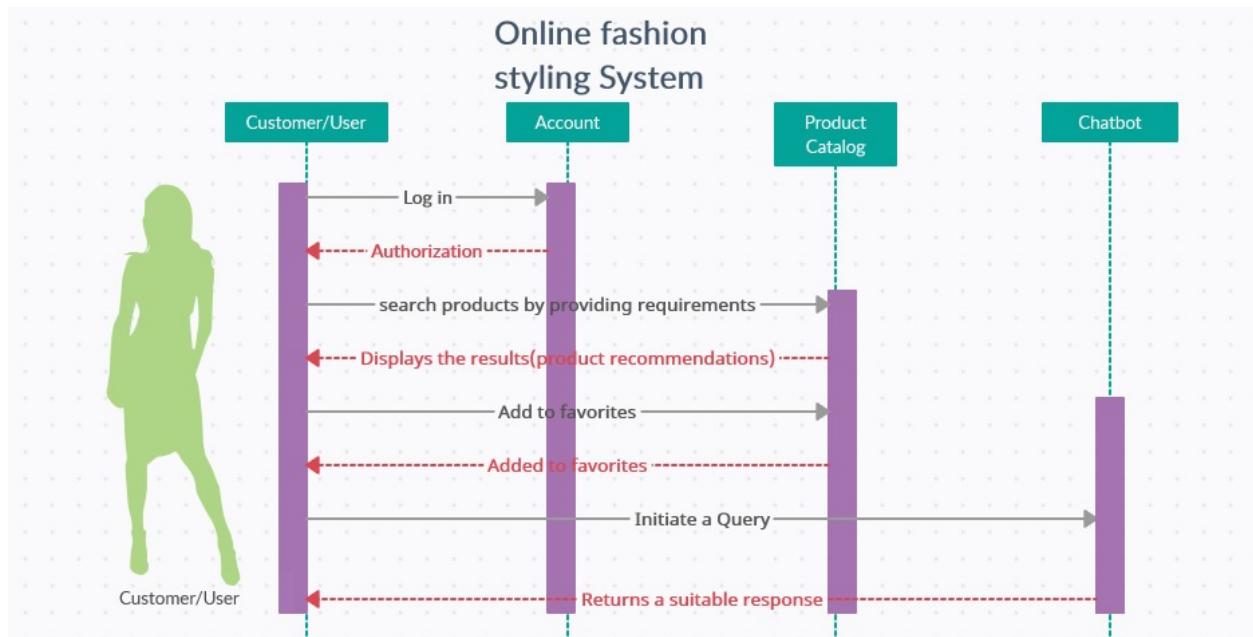 Online fashion
styling System
Customer/User
Account
Product
Catalog
Chatbot
Log in
Authorization
search products by providing requirements
Displays the results(product recommendations)
Add to favorites
Added to favorites
Initiate a Query
Returns a suitable response
Customer/User